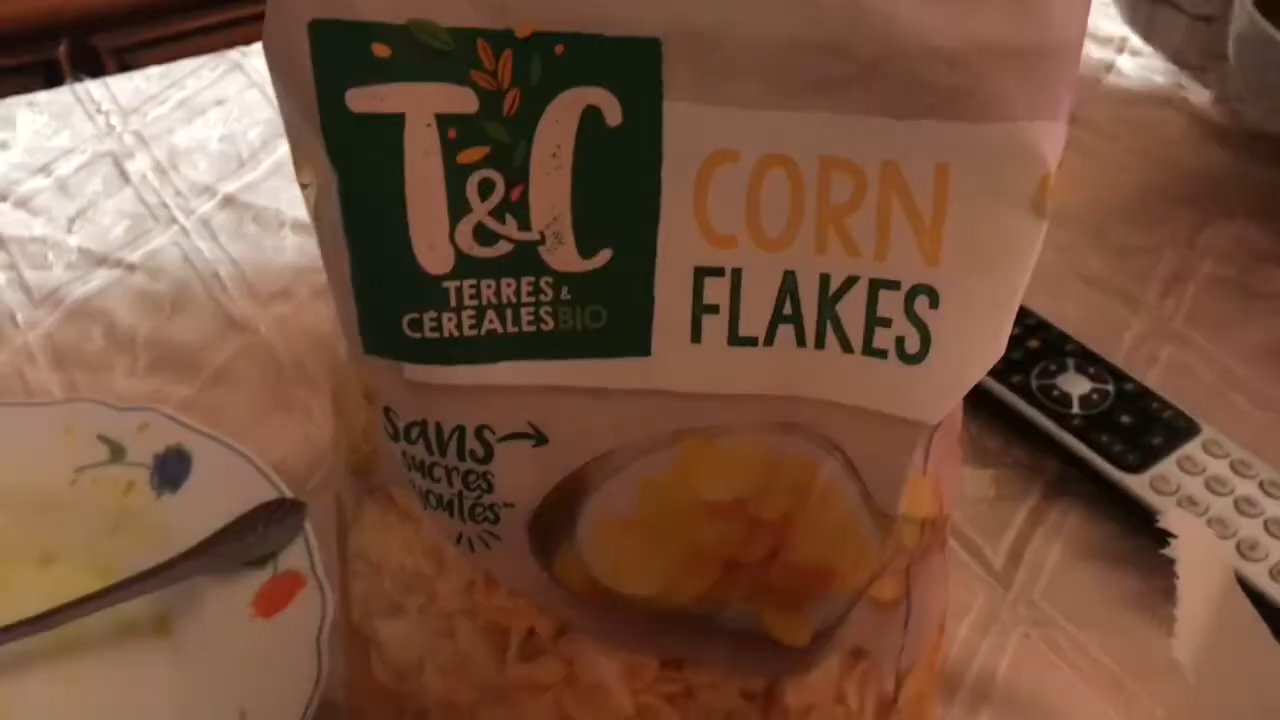 T&C
TERRES &
CÉRÉALES BIO
CORN
FLAKES
sans
sucres
ajoutés